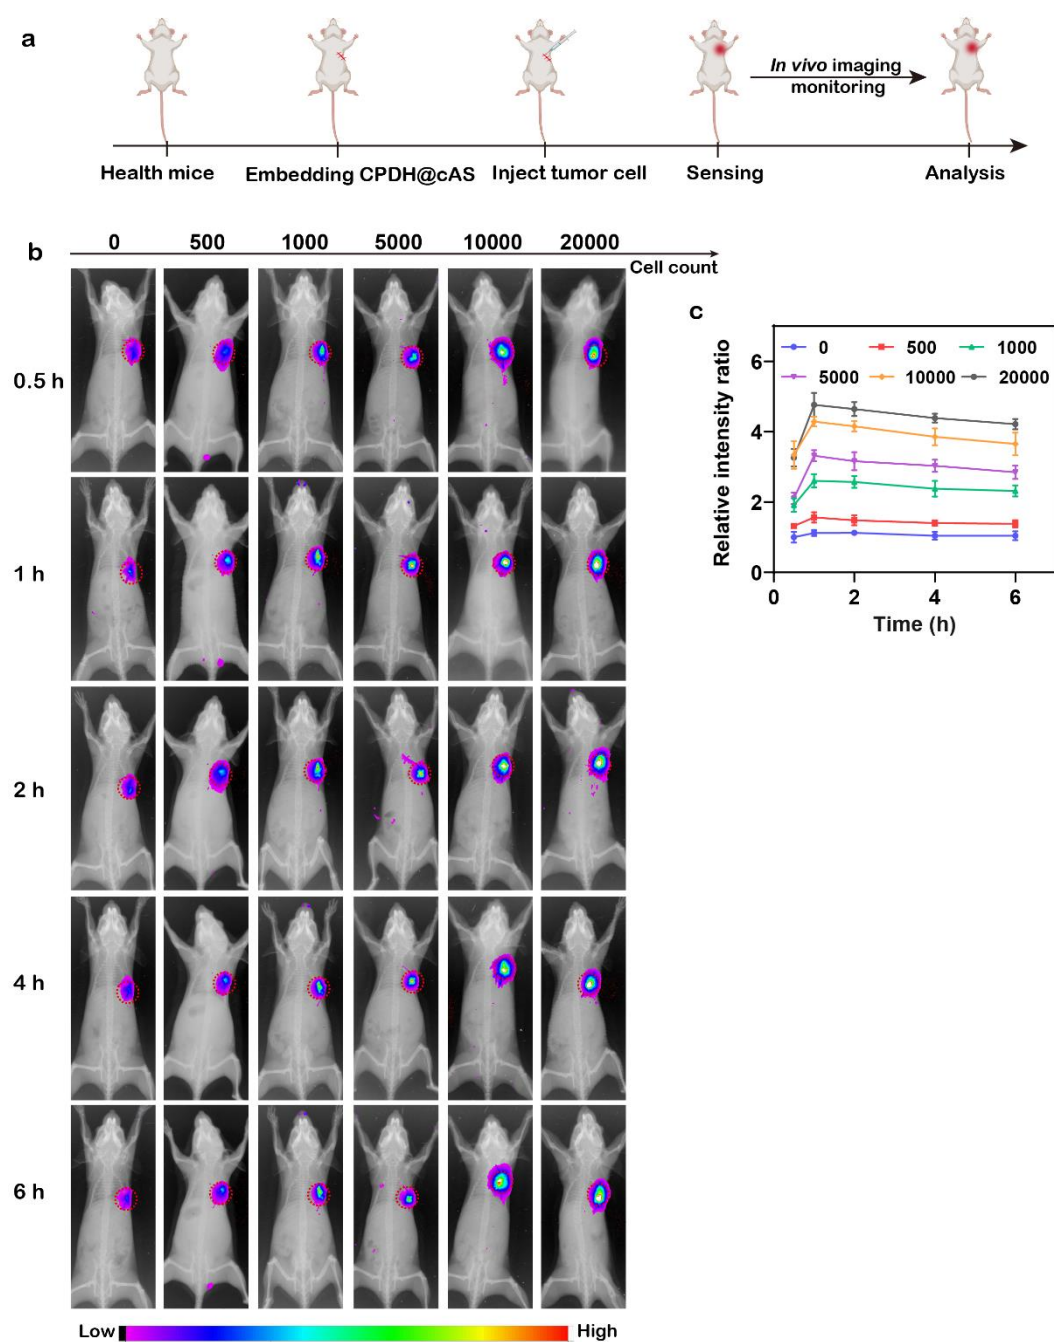 a
In vivo imaging
monitoring
Health mice
Embedding CPDH@cAS
Inject tumor cell
Sensing
Analysis
b
0 500 1000 5000 10000 20000
Cell count
0.5 h
1 h
2 h
4 h
6 h
Low High
c
0 500 1000
5000 10000 20000
Relative intensity ratio
6
4
2
0
0 2 4 6
Time (h)